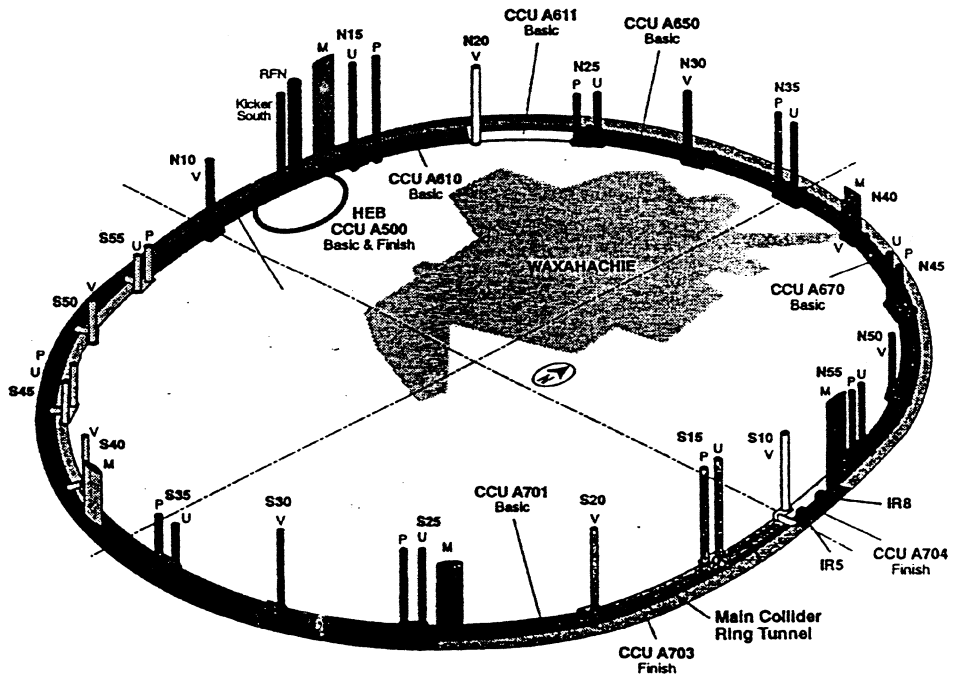 CCU A611
Basic
CCU A650
Basic
N15
M
U
P
N20
V
N25
P
U
N30
V
N35
P
U
RFN
Kicker
South
N10
V
CCU A610
Basic
HEB
CCU A500
Basic & Finish
M
N40
V
S55
U
P
WAXAHACHIE
U
P
N45
CCU A670
Basic
S50
V
N
N50
V
P
U
S45
N55
M
P
U
V
S40
M
S15
P
U
S10
V
S35
P
U
S30
V
CCU A701
Basic
S25
P
U
M
S20
V
IR8
IR5
CCU A704
Finish
Main Collider
Ring Tunnel
CCU A703
Finish